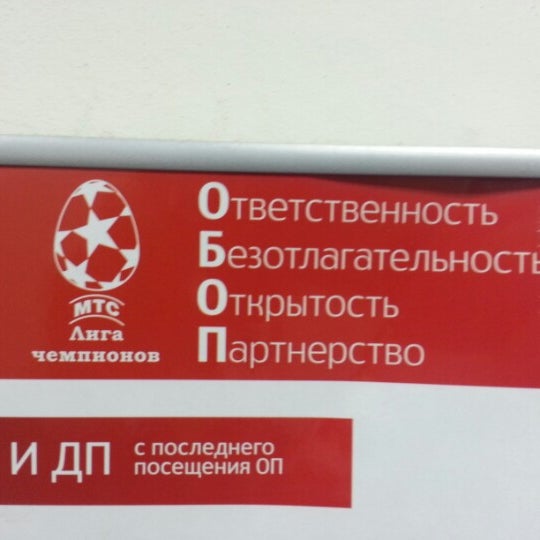 Ответственность
Безотлагательность
Открытость
Партнерство
МТС
Лига
чемпионов
И ДП
с последнего
посещения ОП